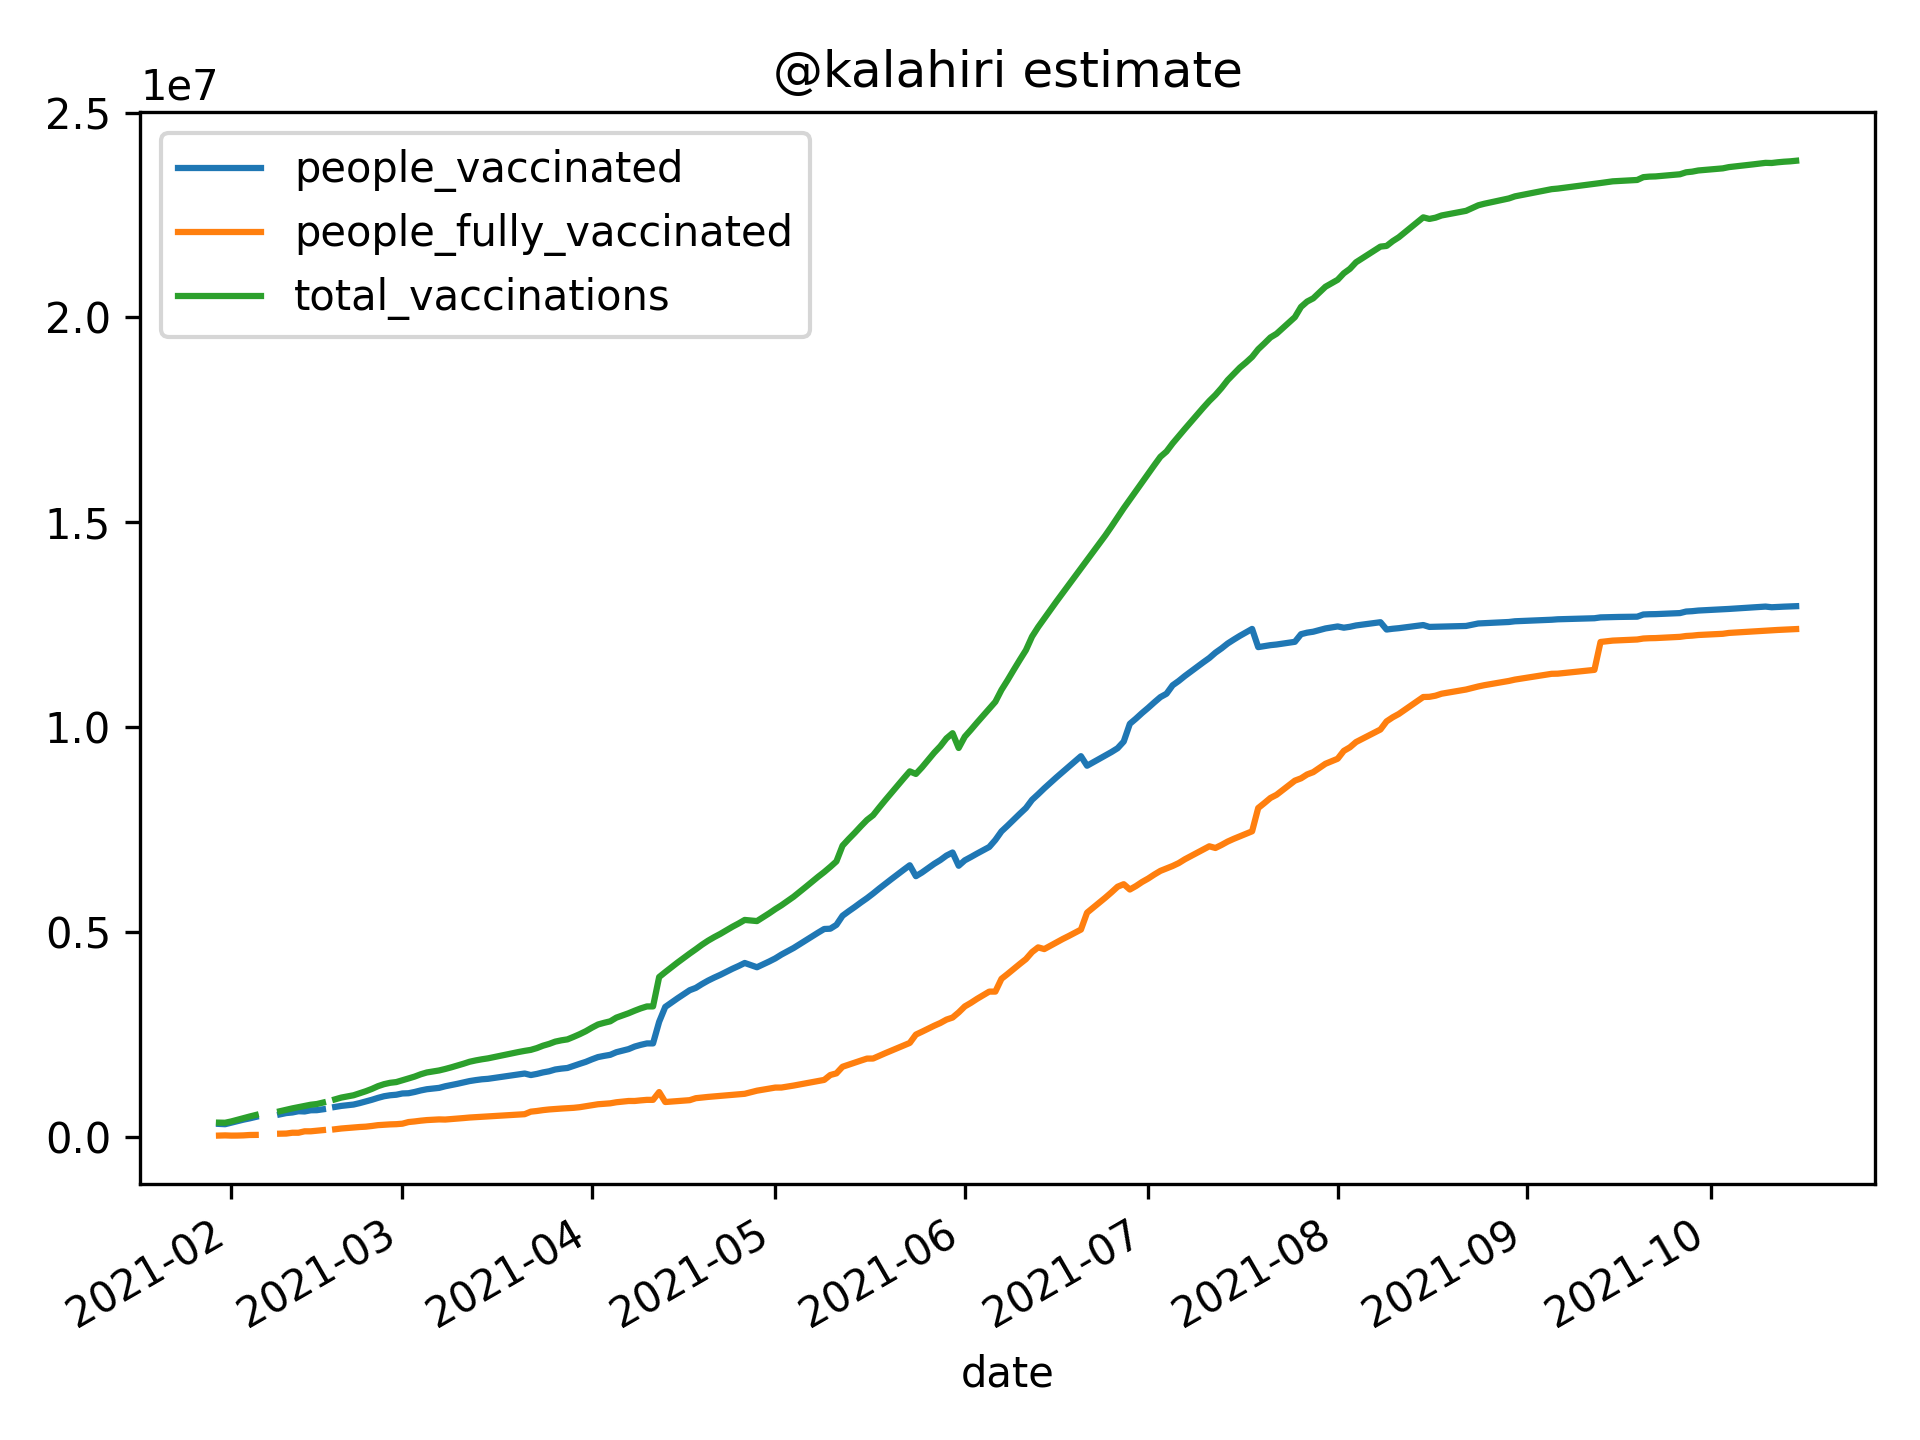 @kalahiri estimate
1e7
2.5
2.0
1.5
1.0
0.5
0.0
people_vaccinated
people_fully_vaccinated
total_vaccinations
2021-02
2021-03
2021-04
2021-05
2021-06
2021-07
2021-08
2021-09
2021-10
date